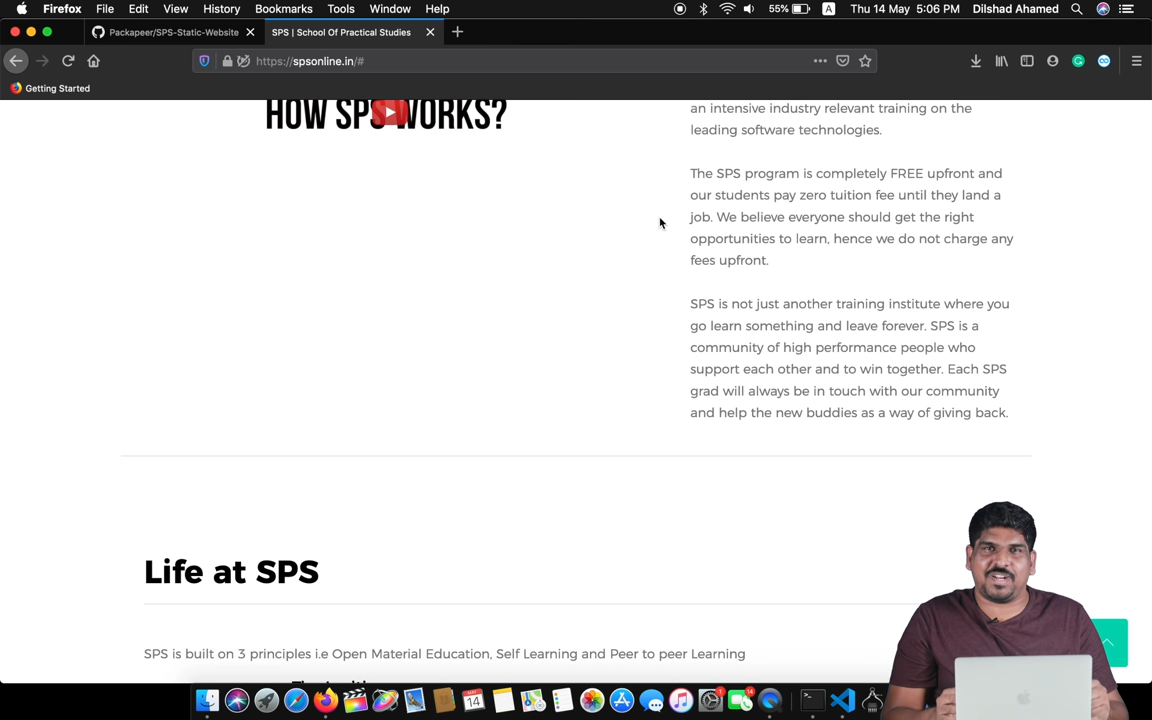 Firefox File Edit View History Bookmarks Tools Window Help 55% A Thu 14 May 5:06 PM Dilshad Ahamed
Packapeer/SPS-Static-Website SPS | School Of Practical Studies
https://spsonline.in/#
Getting Started
HOW SPS WORKS?
an intensive industry relevant training on the
leading software technologies.
The SPS program is completely FREE upfront and
our students pay zero tuition fee until they land a
job. We believe everyone should get the right
opportunities to learn, hence we do not charge any
fees upfront.
SPS is not just another training institute where you
go learn something and leave forever. SPS is a
community of high performance people who
support each other and to win together. Each SPS
grad will always be in touch with our community
and help the new buddies as a way of giving back.
Life at SPS
SPS is built on 3 principles i.e Open Material Education, Self Learning and Peer to peer Learning